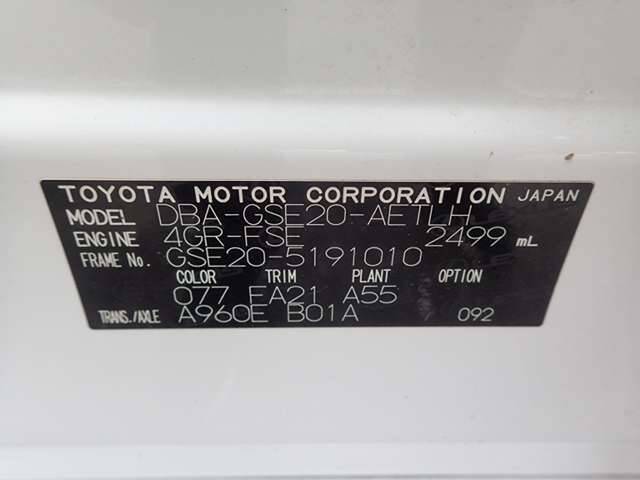 TOYOTA MOTOR CORPORATION JAPAN
MODEL DBA-GSE20-AETLH
ENGINE 4GR-FSE 2499 mL
FRAME No. GSE20-5191010
COLOR TRIM PLANT OPTION
077 EA21 A55
TRANS./AXLE A960E B01A 092